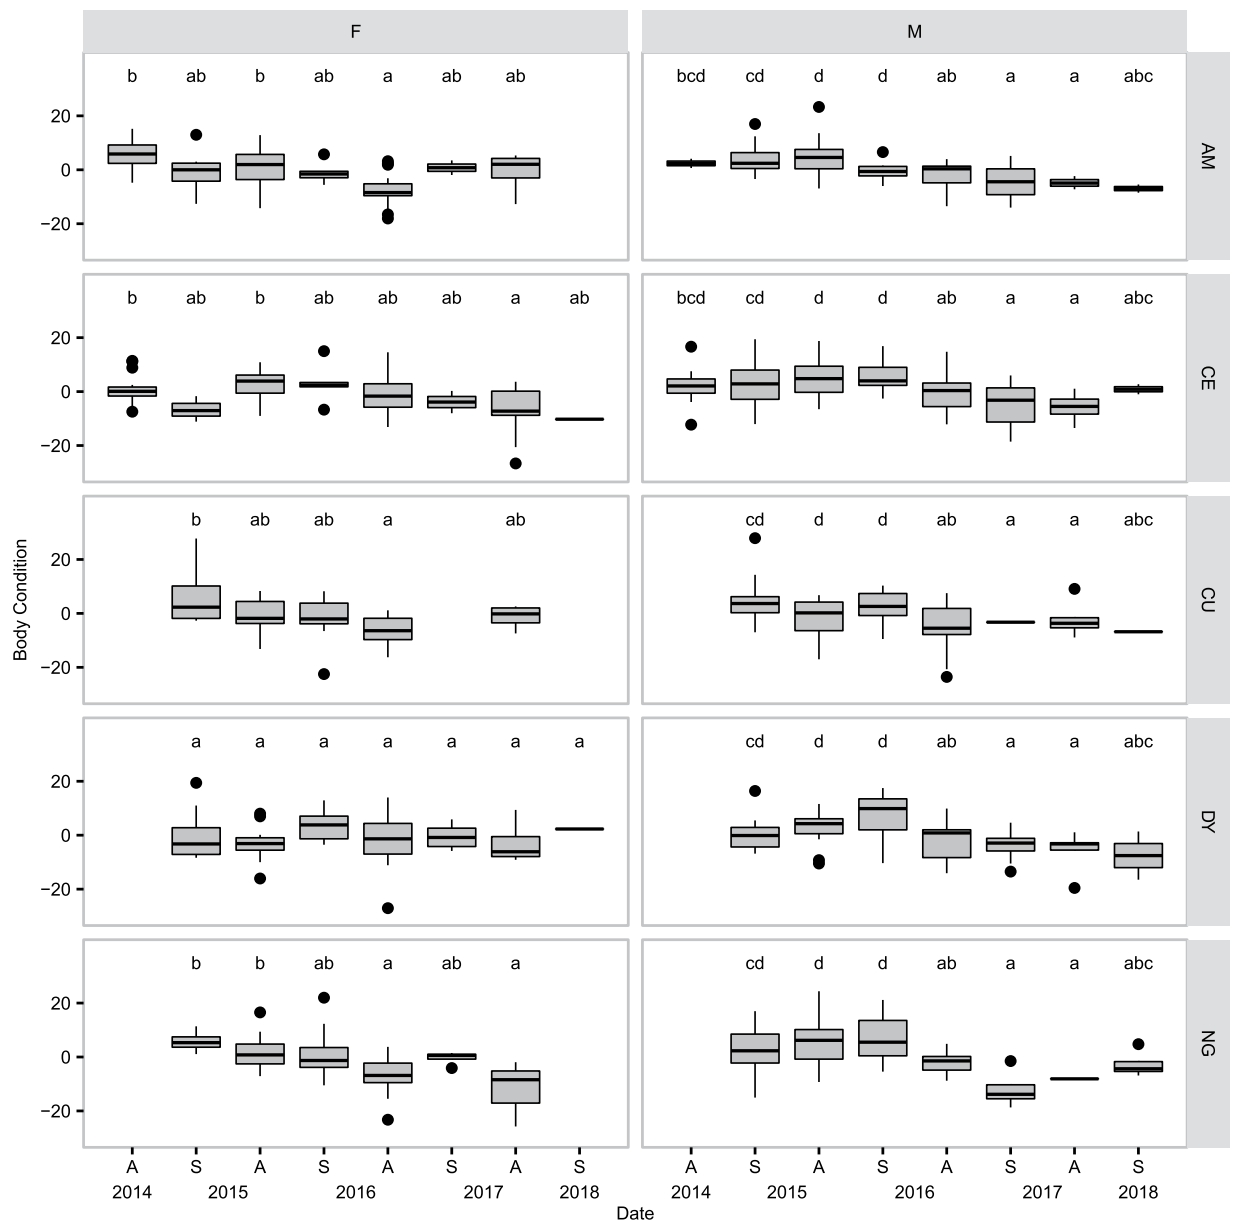 F M
b ab b ab a ab ab bcd cd d d ab a a abc
20
0
−20
AM
b ab b ab ab ab a ab bcd cd d d ab a a abc
20
0
−20
CE
b ab ab a ab cd d d ab a a abc
20
0
−20
CU
Body Condition
a a a a a a a cd d d ab a a abc
20
0
−20
DY
b b ab a ab a cd d d ab a a abc
20
0
−20
NG
A S A S A S A S A S A S A S A S
2014 2015 2016 2017 2018 2014 2015 2016 2017 2018
Date